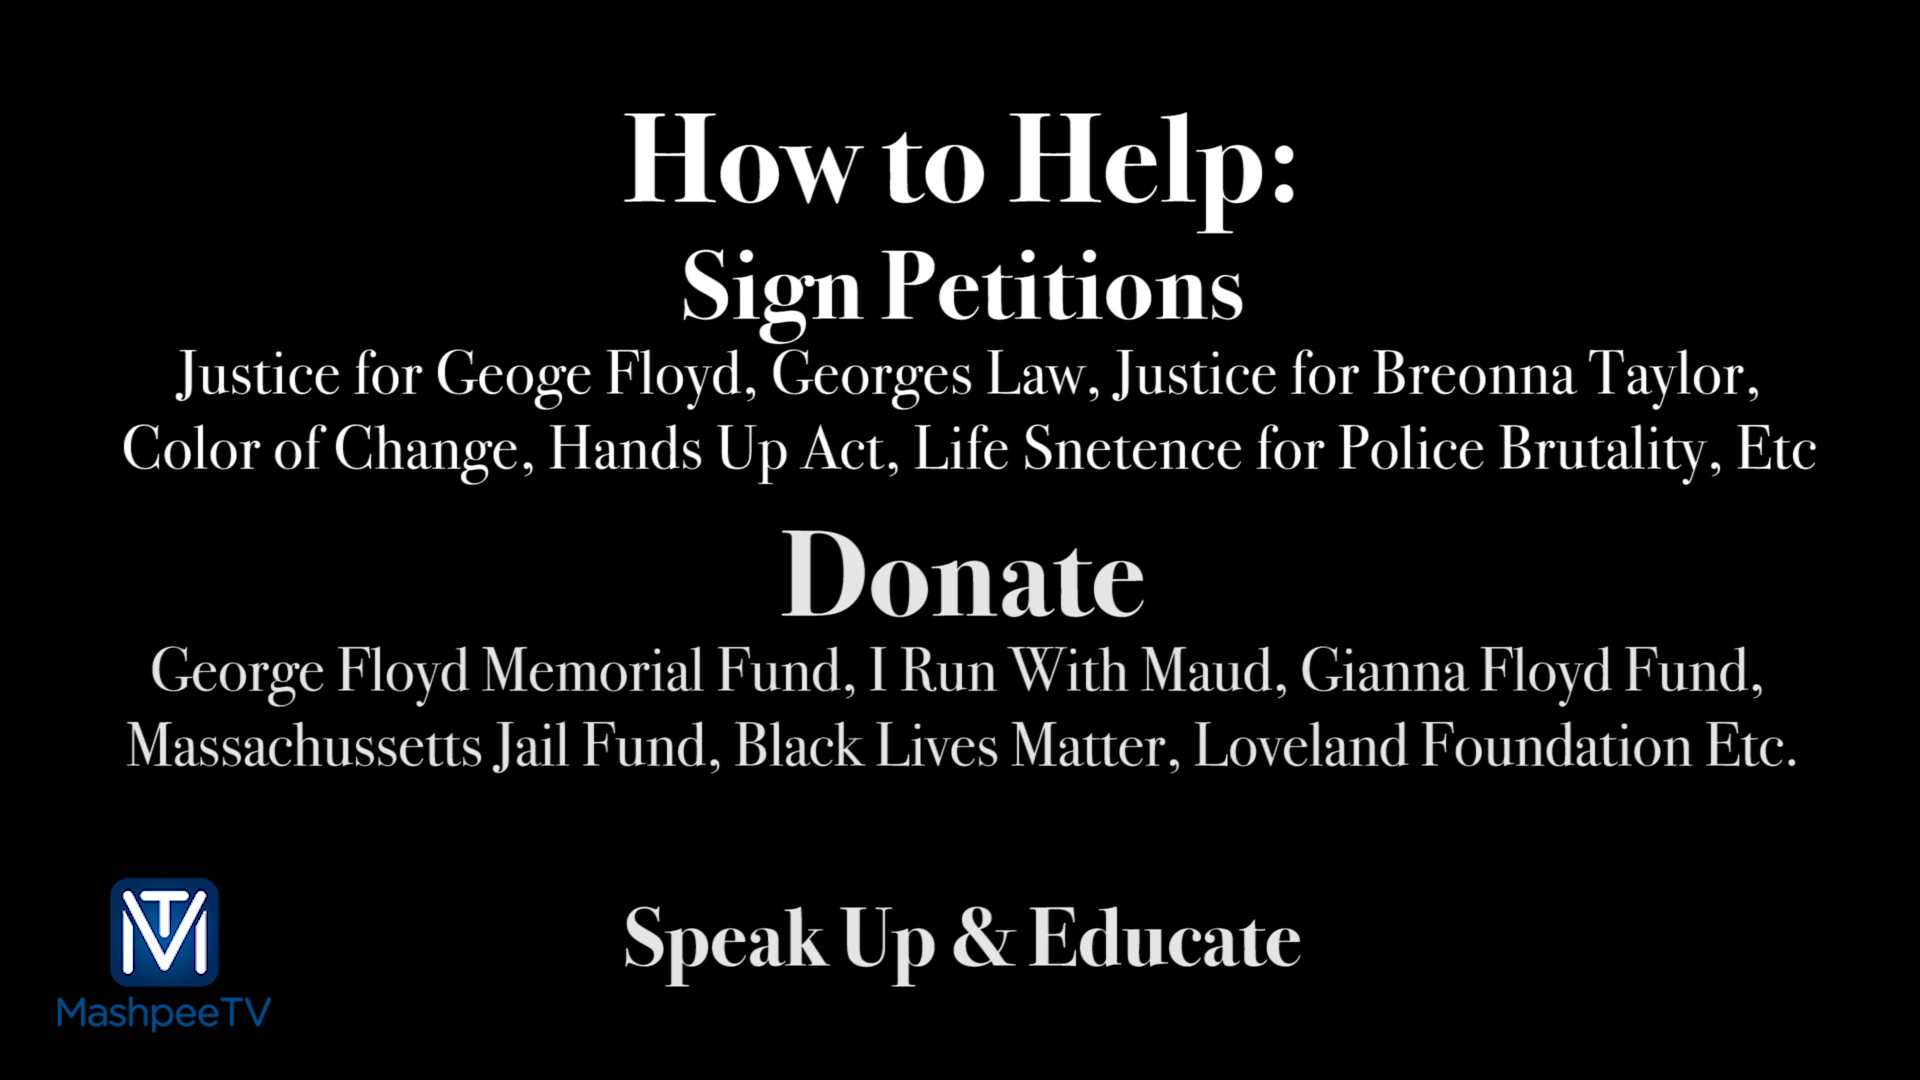 How to Help:
Sign Petitions
Justice for Geoge Floyd, Georges Law, Justice for Breonna Taylor,
Color of Change, Hands Up Act, Life Snetence for Police Brutality, Etc
Donate
George Floyd Memorial Fund, I Run With Maud, Gianna Floyd Fund,
Massachussetts Jail Fund, Black Lives Matter, Loveland Foundation Etc.
Speak Up & Educate
MashpeeTV